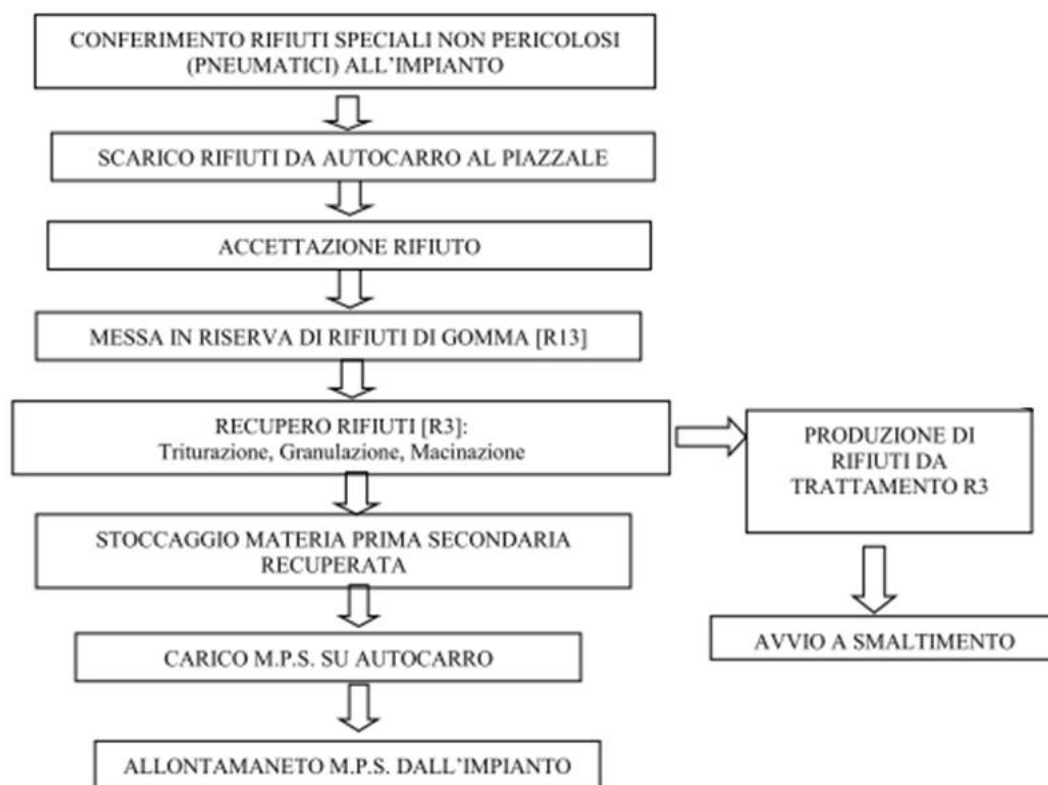 CONFERIMENTO RIFIUTI SPECIALI NON PERICOLOSI
(PNEUMATICI) ALL’IMPIANTO
SCARICO RIFIUTI DA AUTOCARRO AL PIAZZALE
ACCETTAZIONE RIFIUTO
MESSA IN RISERVA DI RIFIUTI DI GOMMA [R13]
RECUPERO RIFIUTI [R3]:
Triturazione, Granulazione, Macinazione
PRODUZIONE DI
RIFIUTI DA
TRATTAMENTO R3
STOCCAGGIO MATERIA PRIMA SECONDARIA
RECUPERATA
AVVIO A SMALTIMENTO
CARICO M.P.S. SU AUTOCARRO
ALLONTAMANETO M.P.S. DALL’IMPIANTO